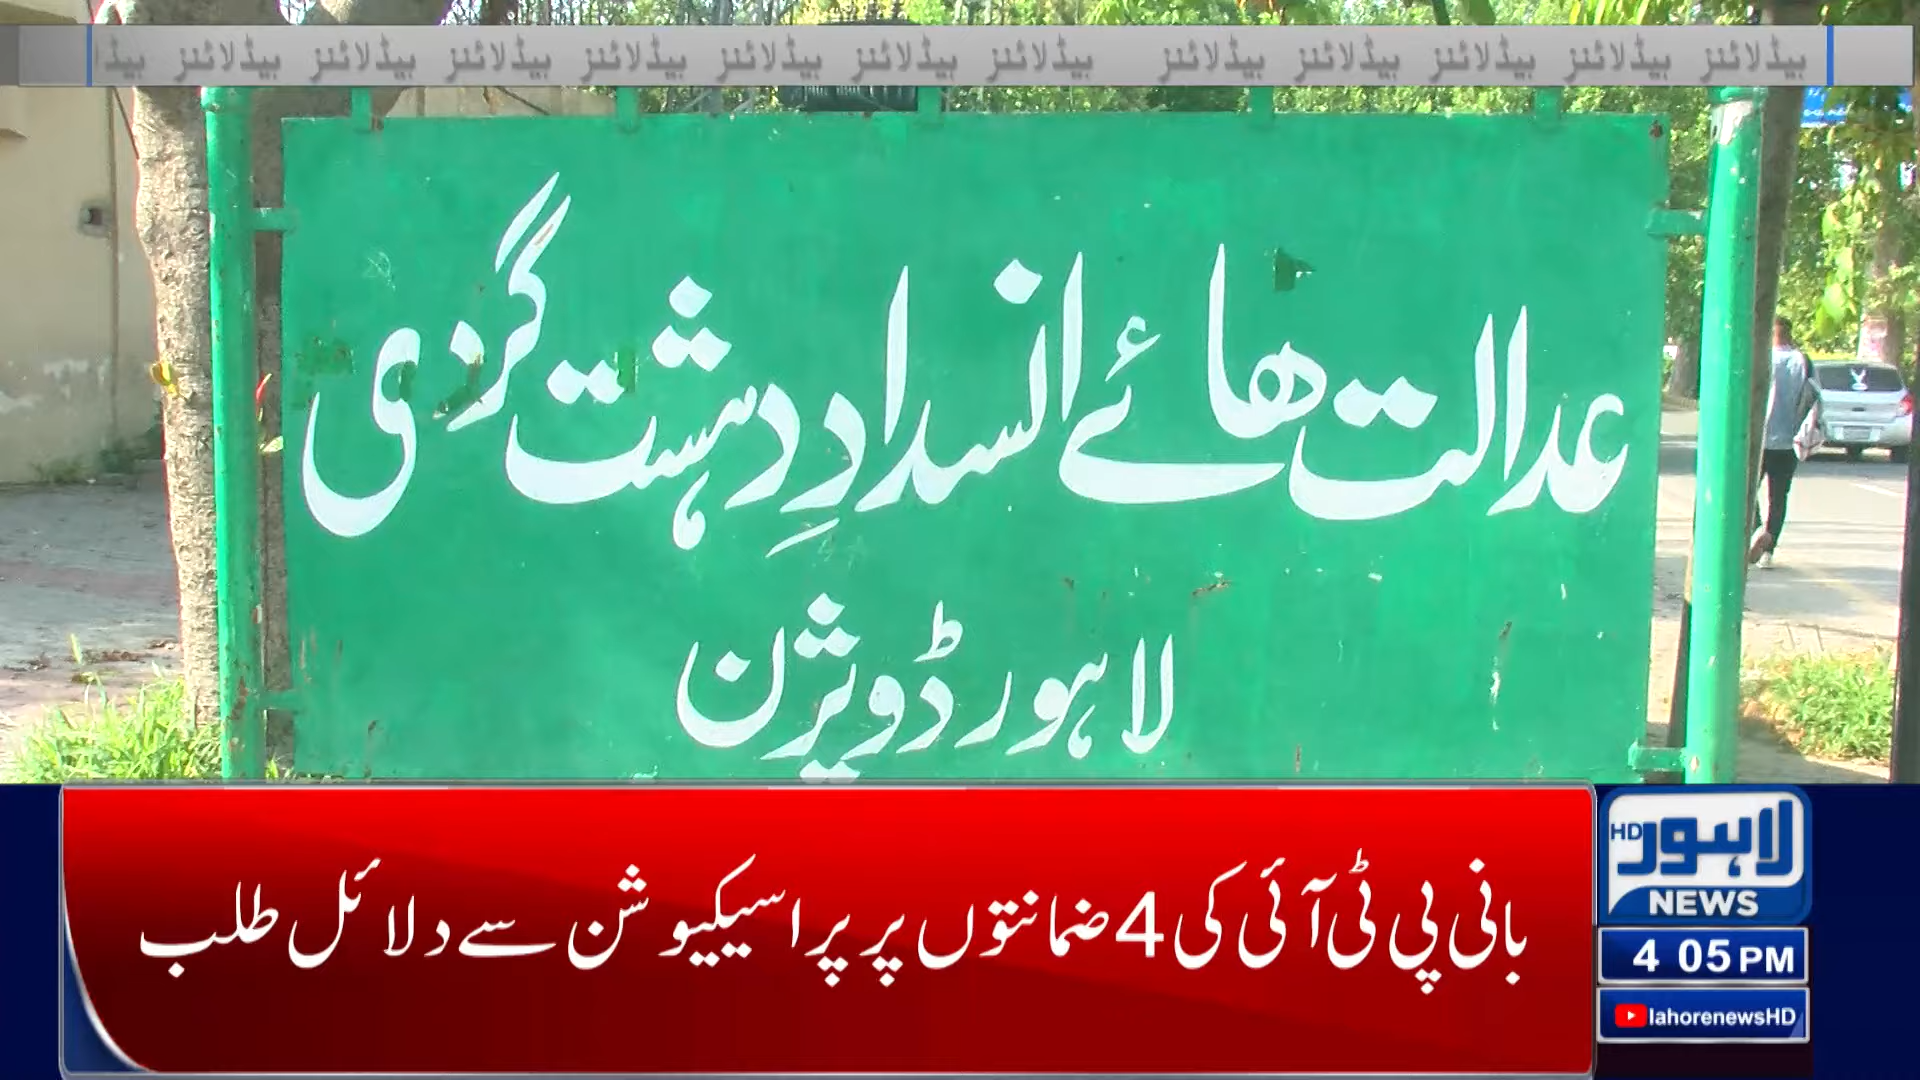 ہیڈلائنز ہیڈلائنز ہیڈلائنز ہیڈلائنز ہیڈلائنز ہیڈلائنز ہیڈلائنز ہیڈلائنز ہیڈلائنز ہیڈلائنز ہیڈلائنز ہیڈلائنز ہیڈا
عدالت ھائے انسدادِ دہشت گردی
لاہور ڈویژن
بانی پی ٹی آئی کی 4 ضمانتوں پر پراسیکیوشن سے دلائل طلب
لاہور HD
NEWS
4 05 PM
lahorenewsHD